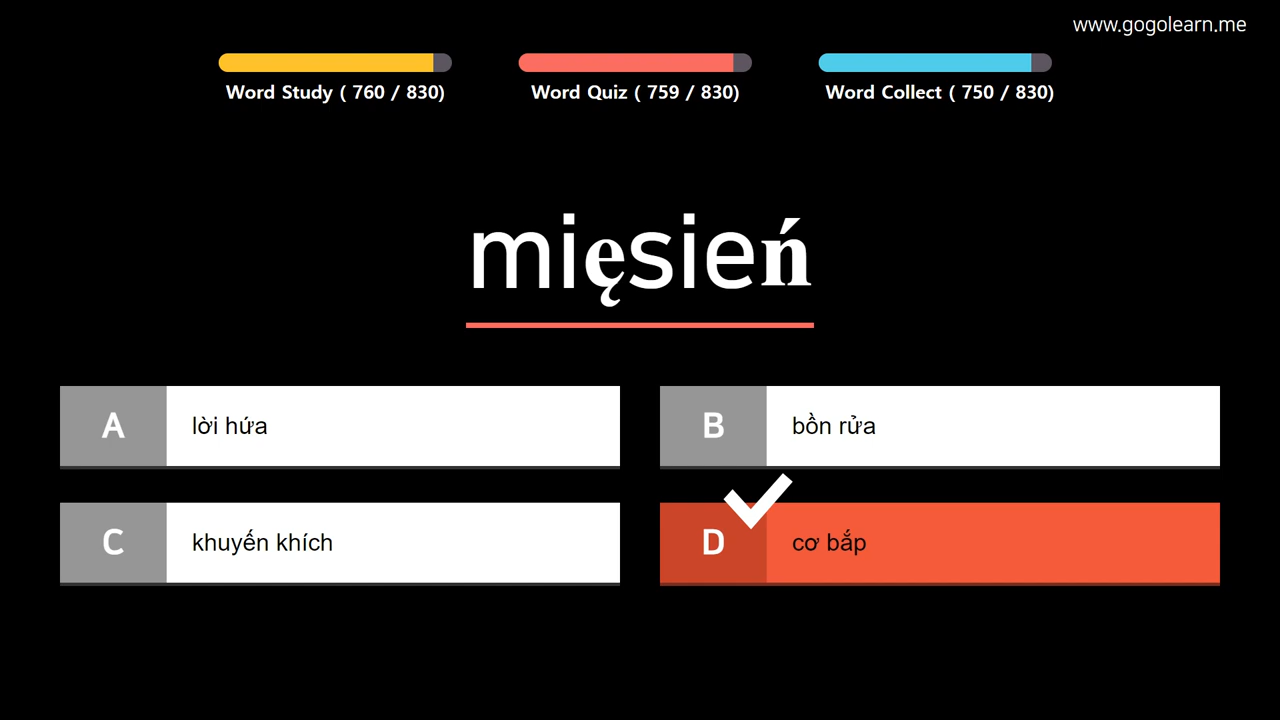 www.gogolearn.me
Word Study ( 760 / 830)
Word Quiz ( 759 / 830)
Word Collect ( 750 / 830)
mięsień
A lời hứa
B bồn rửa
C khuyến khích
D cơ bắp